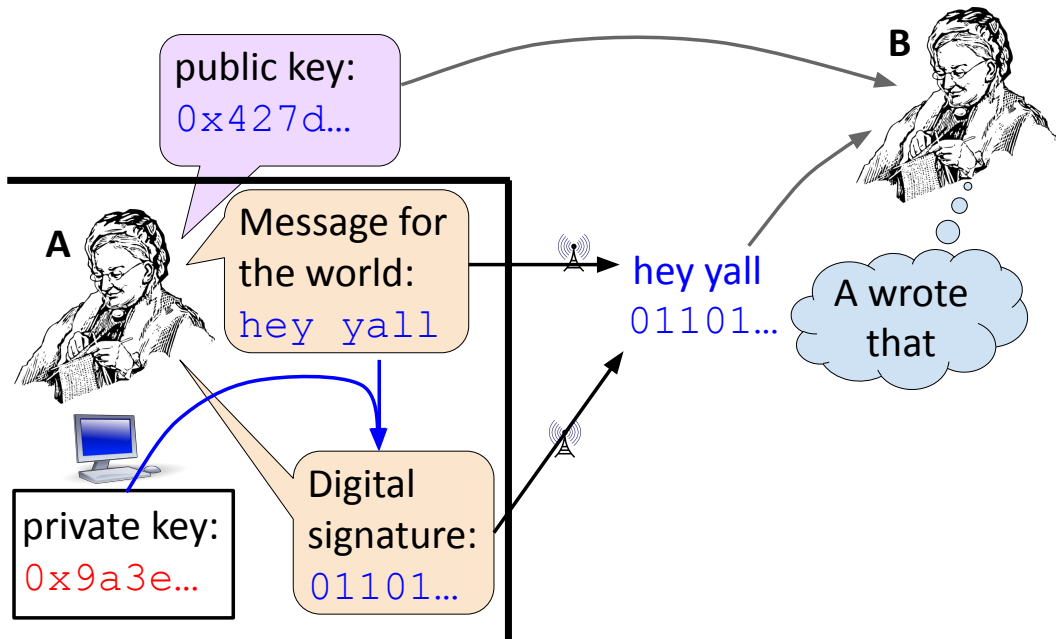 public key:
0x427d…
B
A
Message for
the world:
hey yall
hey yall
01101…
A wrote
that
private key:
0x9a3e…
Digital
signature:
01101…